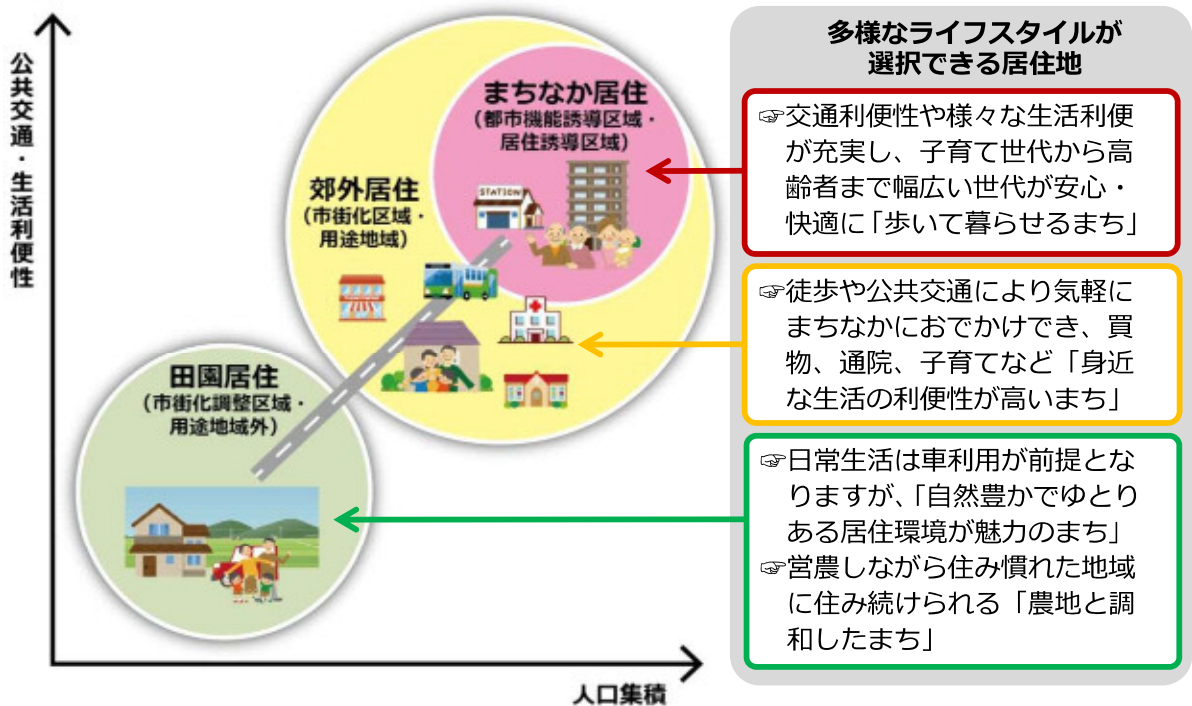 公共交通・生活利便性
まちなか居住
(都市機能誘導区域・
居住誘導区域)
STATION
郊外居住
(市街化区域・
用途地域)
田園居住
(市街化調整区域・
用途地域外)
人口集積
多様なライフスタイルが
選択できる居住地
☞交通利便性や様々な生活利便
が充実し、子育て世代から高
齢者まで幅広い世代が安心・
快適に「歩いて暮らせるまち」
☞徒歩や公共交通により気軽に
まちなかにおでかけでき、買
物、通院、子育てなど「身近
な生活の利便性が高いまち」
☞日常生活は車利用が前提とな
りますが、「自然豊かでゆとり
ある居住環境が魅力のまち」
☞営農しながら住み慣れた地域
に住み続けられる「農地と調
和したまち」